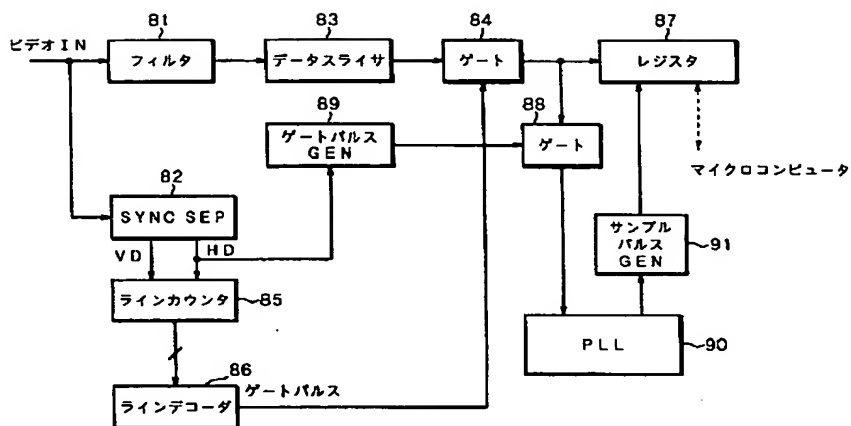 81
83
84
87
ビデオIN
フィルタ
データスライサ
ゲート
レジスタ
89
88
ゲートパルス
GEN
ゲート
マイクロコンピュータ
82
SYNC SEP
サンプル
パルス
GEN
91
VD
HD
ラインカウンタ
85
PLL
90
86
ゲートパルス
ラインデコーダ